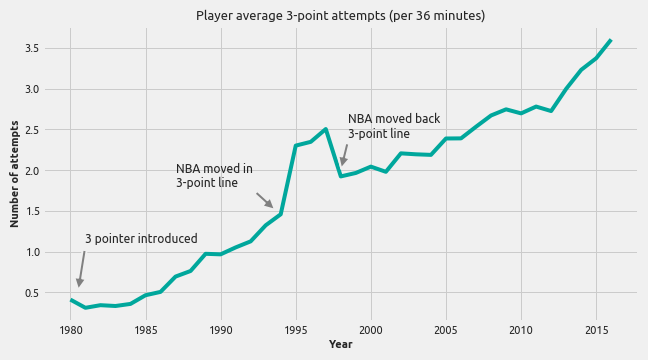 Player average 3-point attempts (per 36 minutes)
3.5
3.0
2.5
2.0
1.5
1.0
0.5
Number of attempts
NBA moved back
3-point line
NBA moved in
3-point line
3 pointer introduced
1980 1985 1990 1995 2000 2005 2010 2015
Year